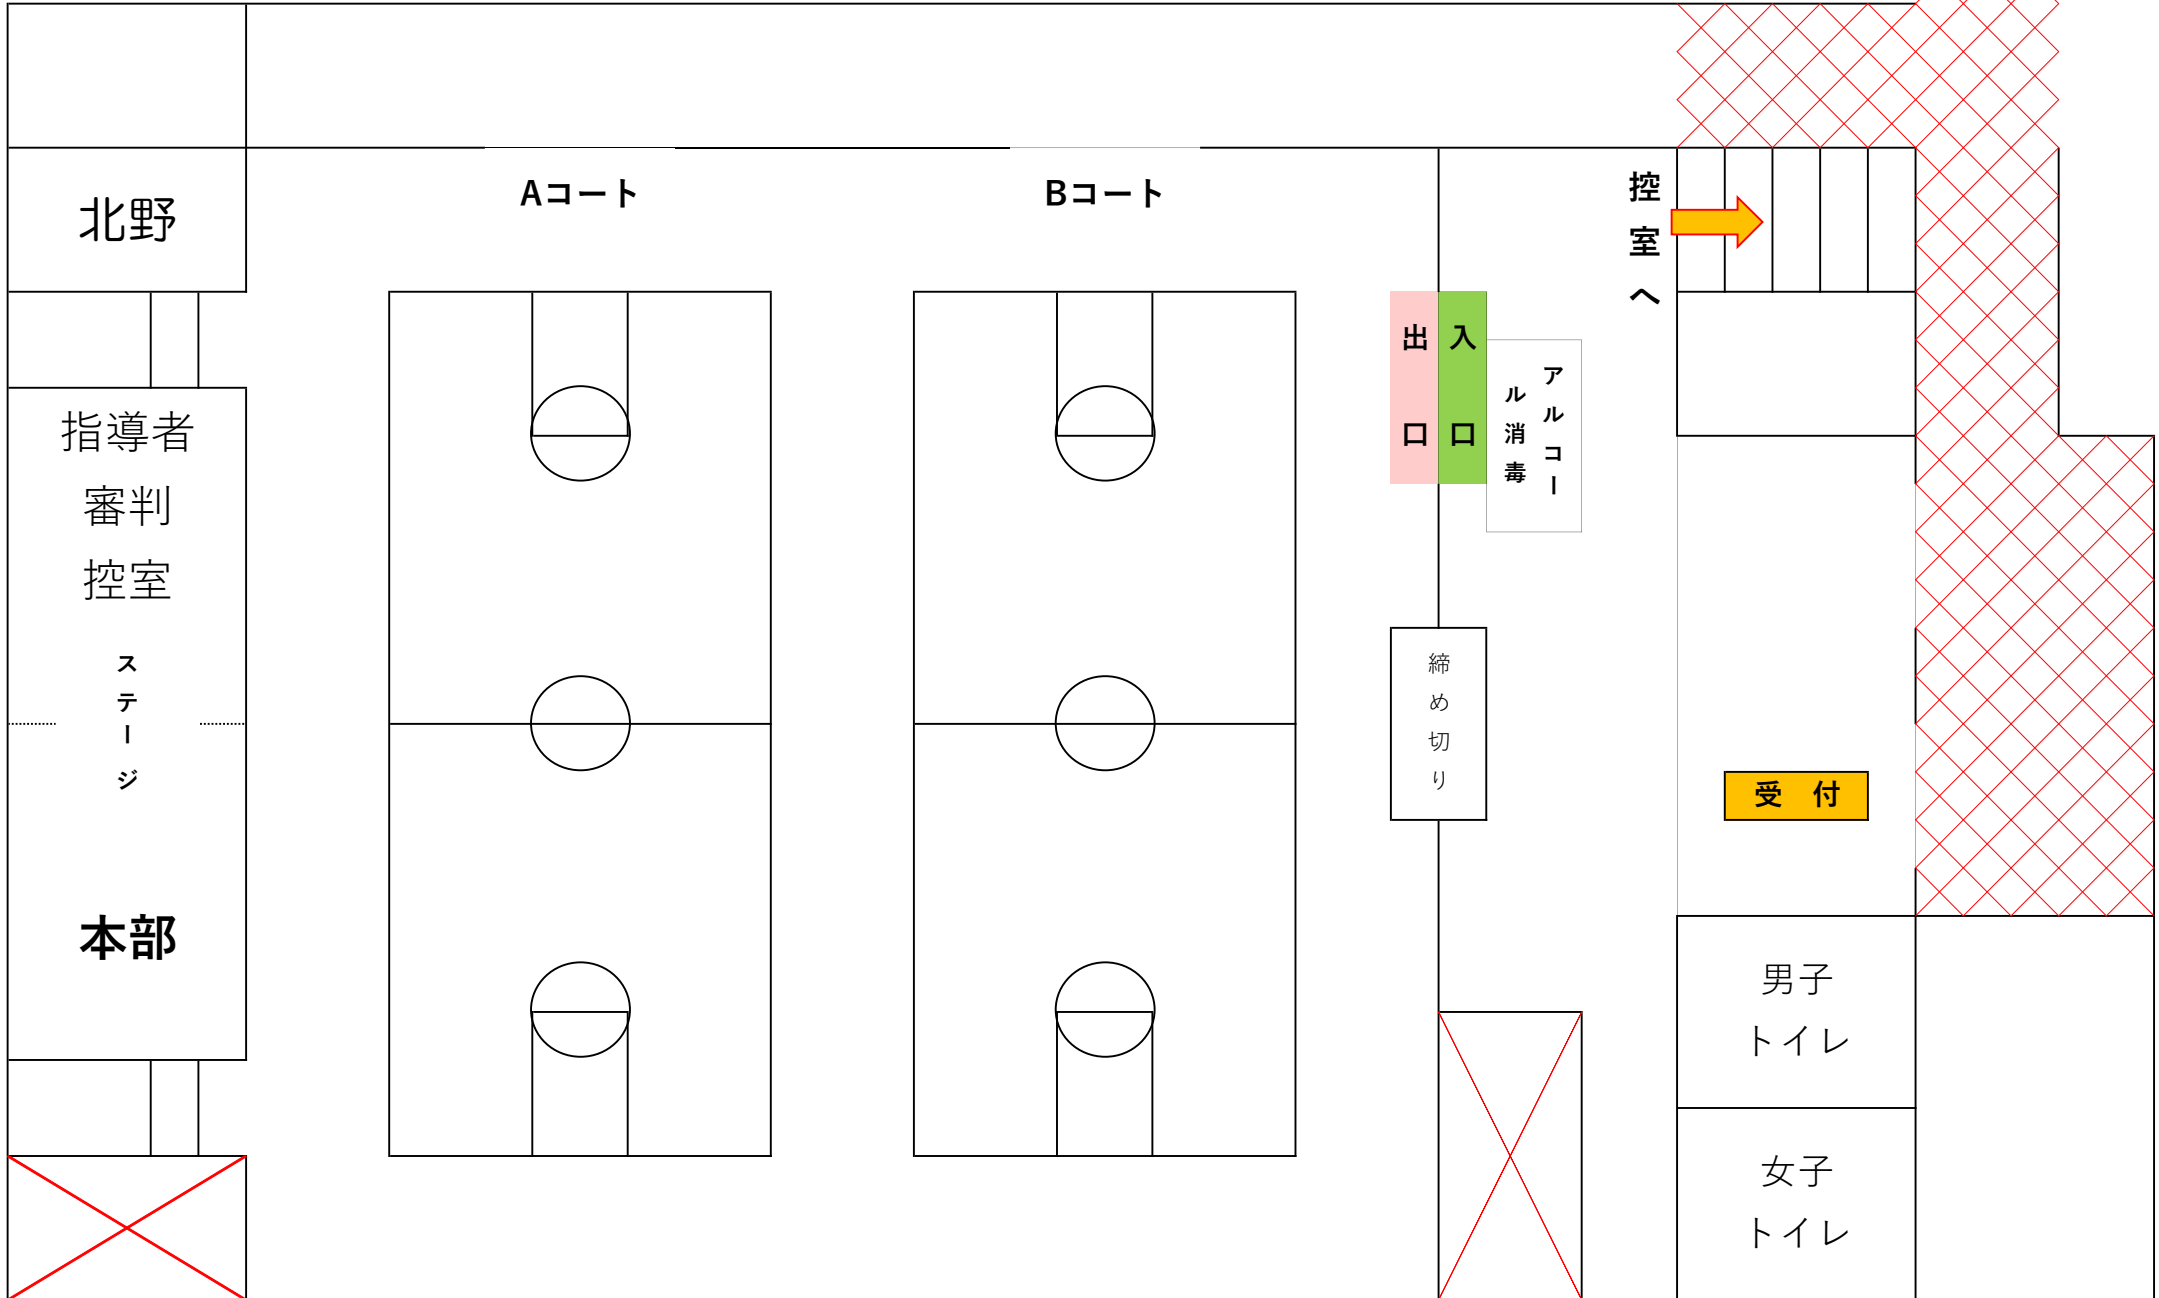 北野
Aコート
Bコート
控室へ
出口
入口
アルコー
ル消毒
指導者
審判
控室
ステージ
締め切り
受　付
本部
男子
トイレ
女子
トイレ